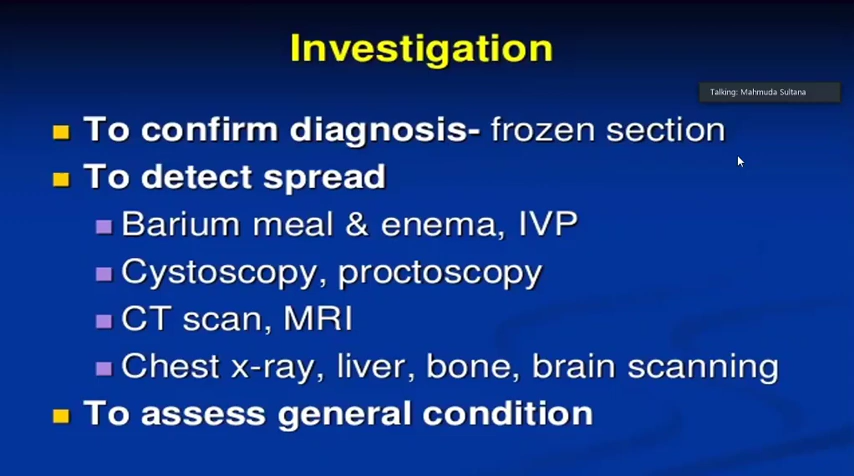 Investigation
Talking: Mahmuda Sultana
To confirm diagnosis- frozen section
To detect spread
Barium meal & enema, IVP
Cystoscopy, proctoscopy
CT scan, MRI
Chest x-ray, liver, bone, brain scanning
To assess general condition